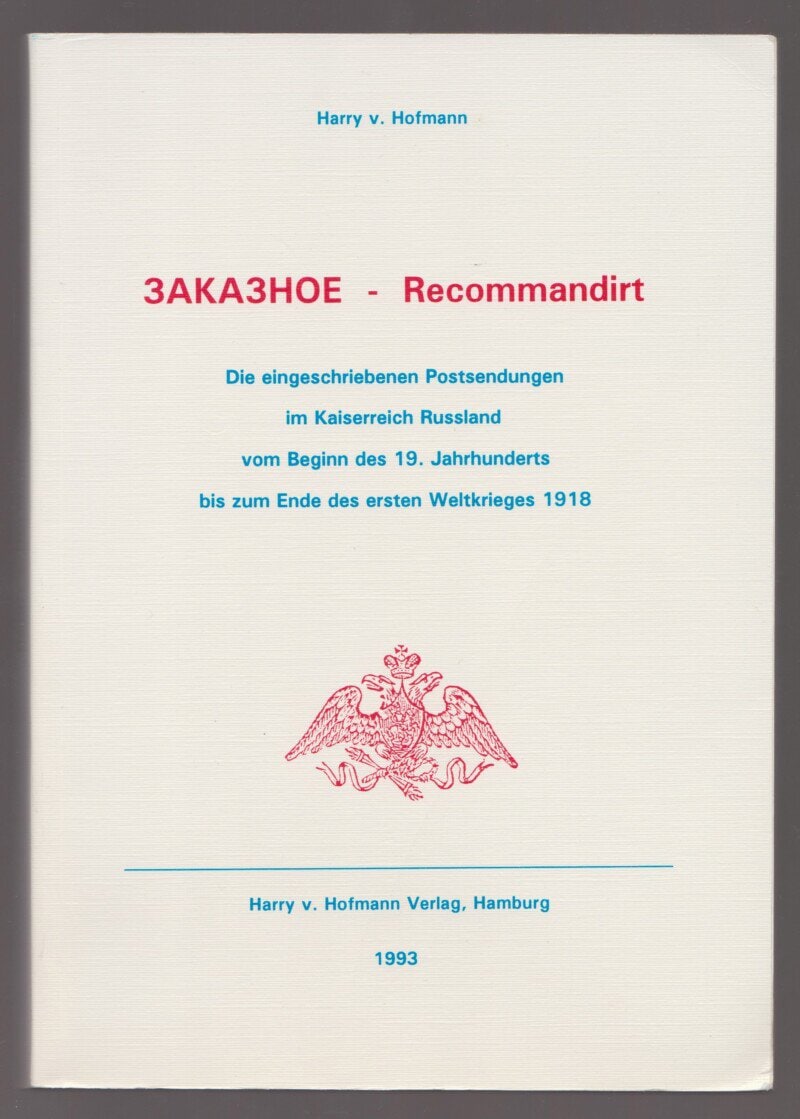 Harry v. Hofmann
ЗАКАЗНОЕ - Recommandirt
Die eingeschriebenen Postsendungen
im Kaiserreich Russland
vom Beginn des 19. Jahrhunderts
bis zum Ende des ersten Weltkrieges 1918
Harry v. Hofmann Verlag, Hamburg
1993